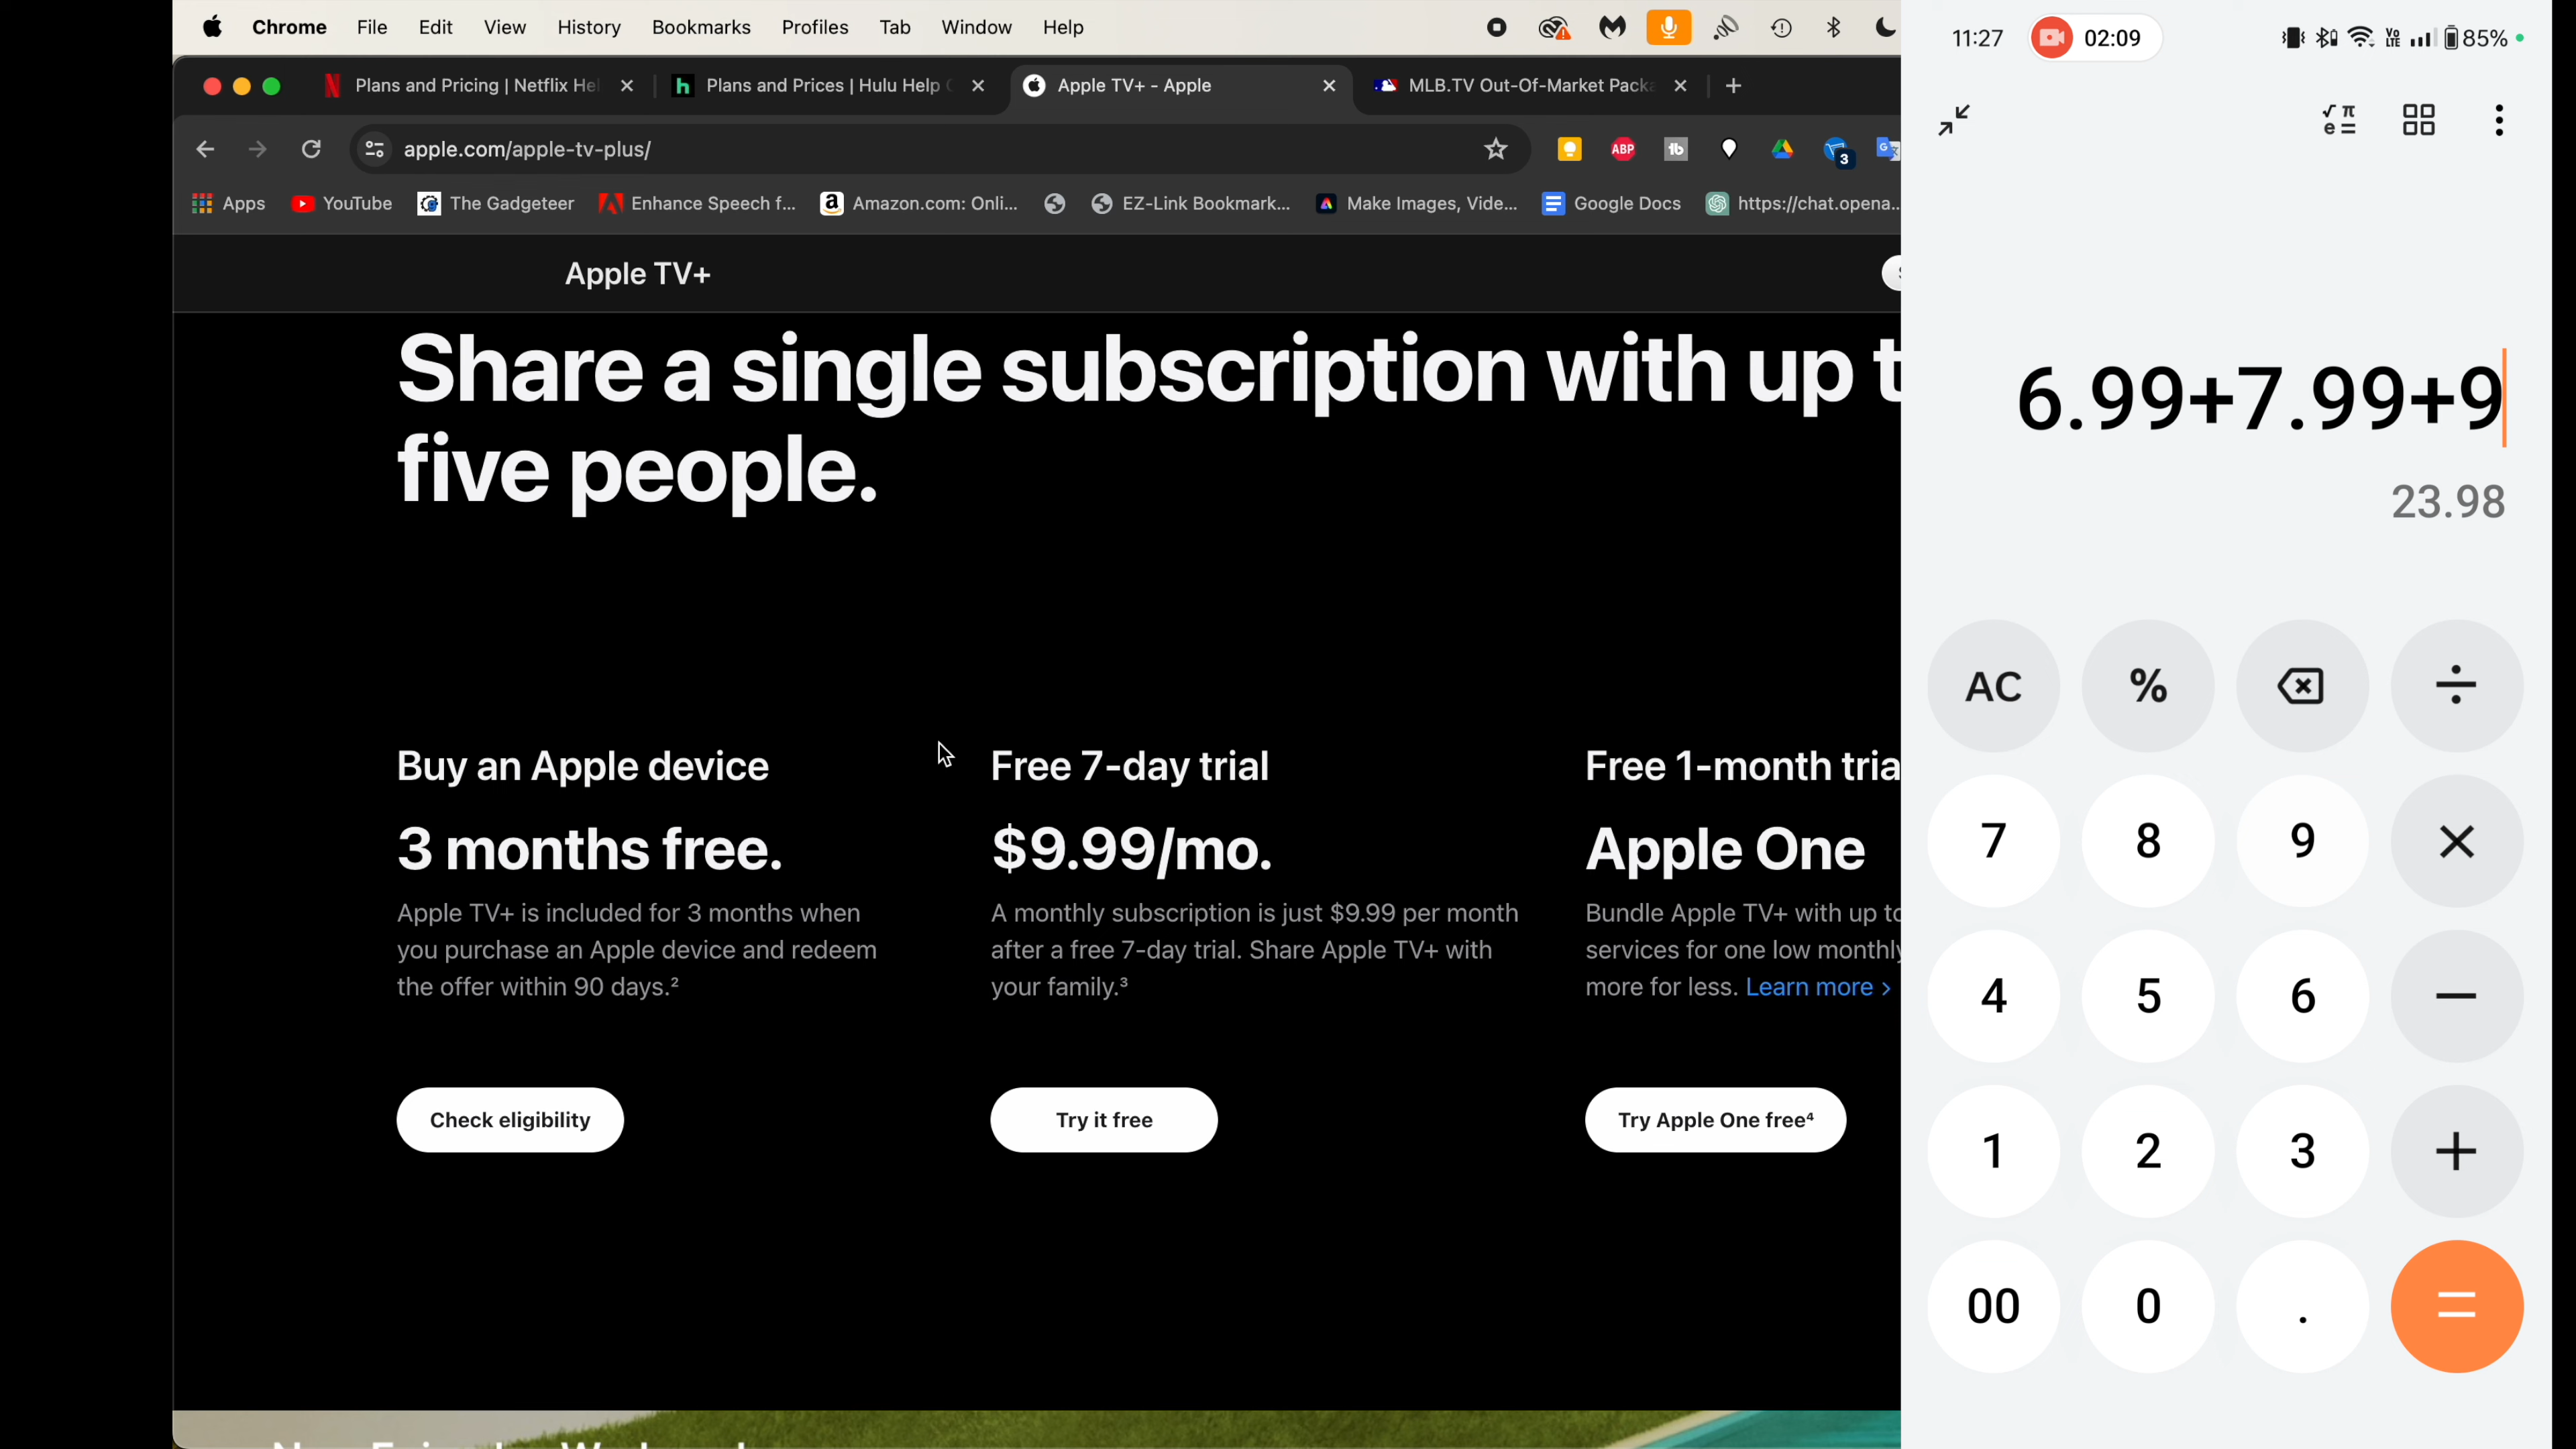 Chrome File Edit View History Bookmarks Profiles Tab Window Help
Plans and Pricing | Netflix Hel
Plans and Prices | Hulu Help
Apple TV+ - Apple
MLB.TV Out-Of-Market Packa
apple.com/apple-tv-plus/
ABP
tb
3
Apps YouTube The Gadgeteer Enhance Speech f... Amazon.com: Onli... EZ-Link Bookmark... Make Images, Vide... Google Docs https://chat.opena...
Apple TV+
Share a single subscription with up t
five people.
Buy an Apple device
3 months free.
Apple TV+ is included for 3 months when
you purchase an Apple device and redeem
the offer within 90 days.²
Check eligibility
Free 7-day trial
$9.99/mo.
A monthly subscription is just $9.99 per month
after a free 7-day trial. Share Apple TV+ with
your family.³
Try it free
Free 1-month tria
Apple One
Bundle Apple TV+ with up to
services for one low monthly
more for less. Learn more >
Try Apple One free⁴
11:27 02:09 Vo LTE 85%
√ π
e =
6.99+7.99+9
23.98
AC % ÷
7 8 9 ×
4 5 6 −
1 2 3 +
00 0 . =